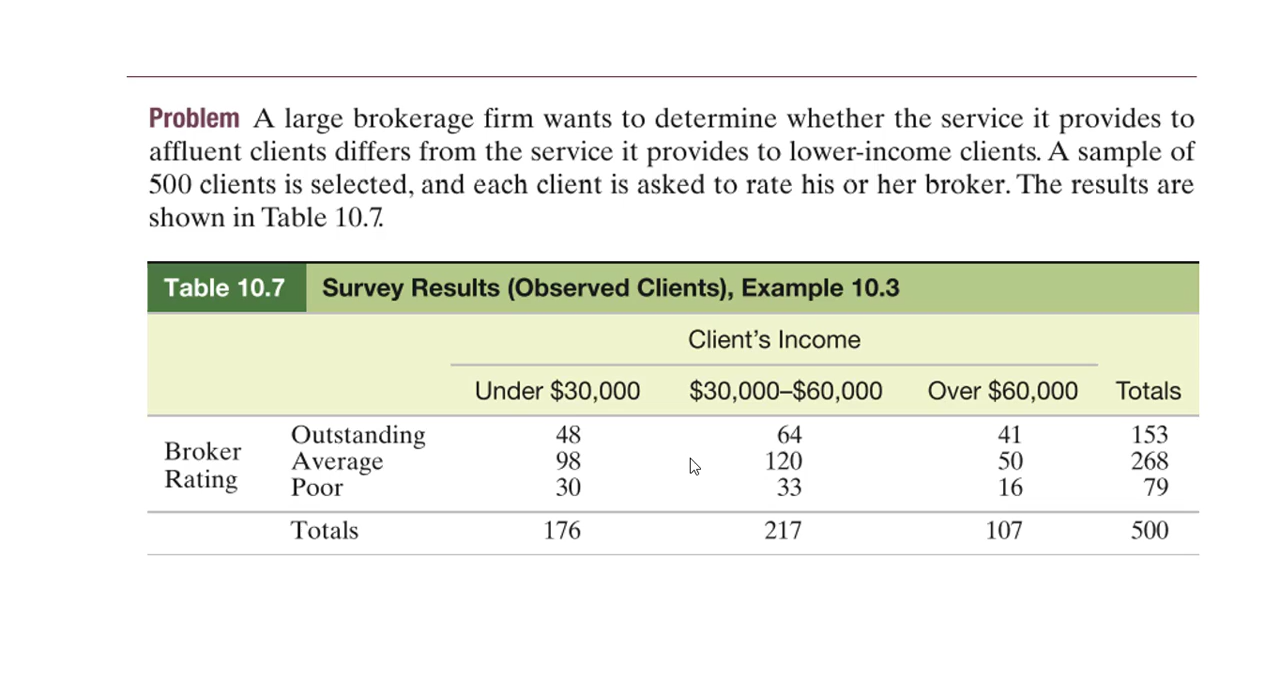 Problem A large brokerage firm wants to determine whether the service it provides to
affluent clients differs from the service it provides to lower-income clients. A sample of
500 clients is selected, and each client is asked to rate his or her broker. The results are
shown in Table 10.7.
Table 10.7 Survey Results (Observed Clients), Example 10.3
Client's Income
Under $30,000 $30,000–$60,000 Over $60,000 Totals
Broker Rating
Outstanding 48 64 41 153
Average 98 120 50 268
Poor 30 33 16 79
Totals 176 217 107 500